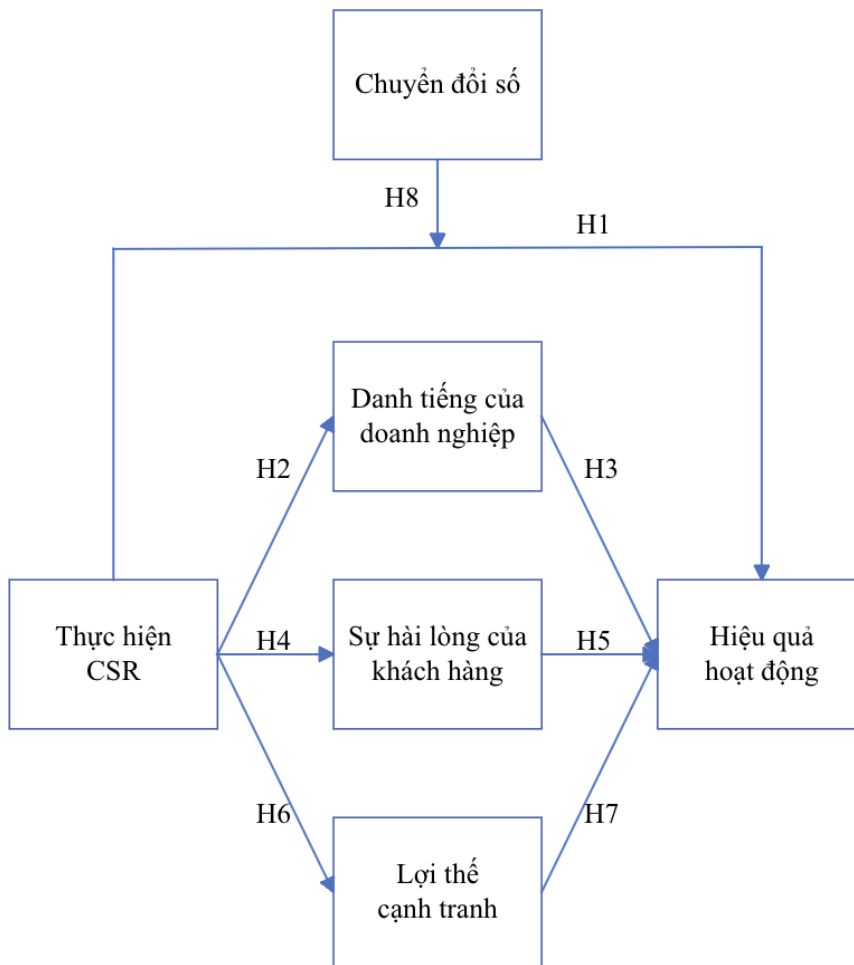 Chuyển đổi số
H8
H1
Danh tiếng của
doanh nghiệp
H2
H3
Thực hiện
CSR
H4
Sự hài lòng của
khách hàng
H5
Hiệu quả
hoạt động
H6
H7
Lợi thế
cạnh tranh